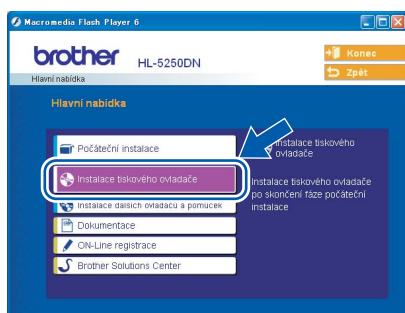 Macromedia Flash Player 6
brother
HL-5250DN
Konec
Zpět
Hlavní nabídka
Hlavní nabídka
Počáteční instalace
Instalace tiskového ovladače
Instalace dalších ovladačů a pomůcek
Dokumentace
ON-Line registrace
Brother Solutions Center
Instalace tiskového
ovladače
Instalace tiskového ovladače
po skončení fáze počáteční
instalace